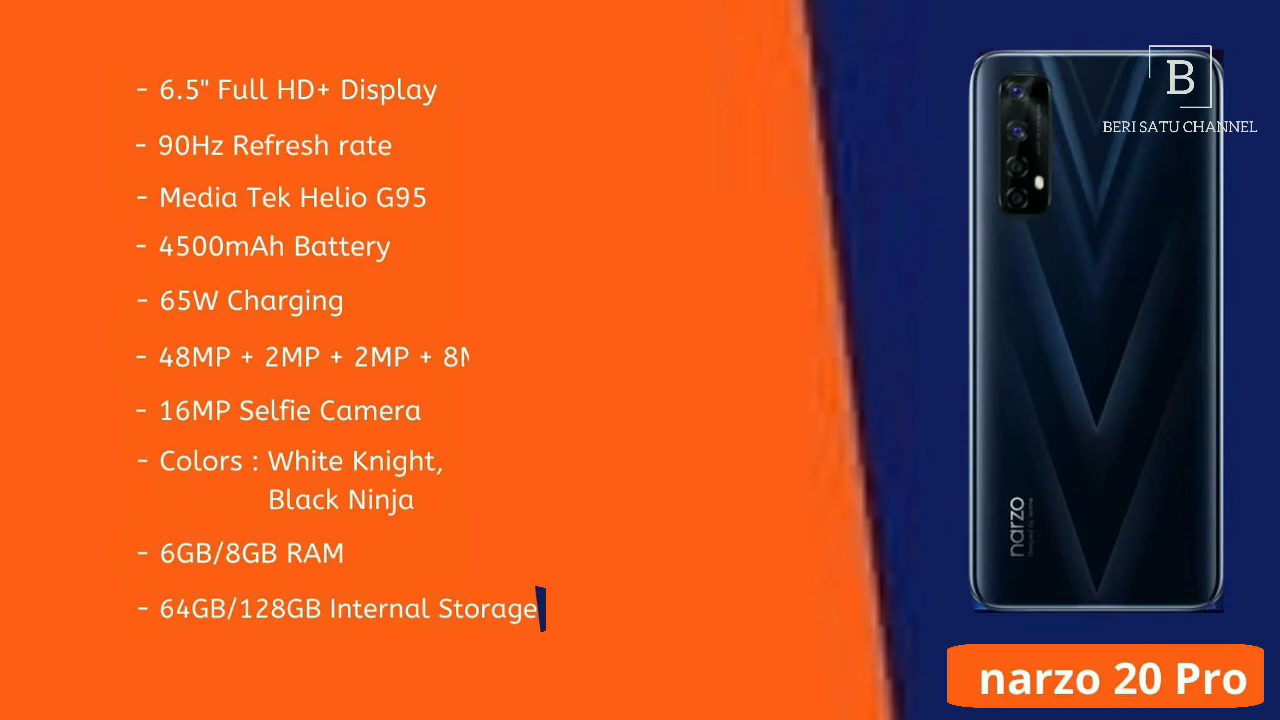 - 6.5" Full HD+ Display
- 90Hz Refresh rate
- Media Tek Helio G95
- 4500mAh Battery
- 65W Charging
- 48MP + 2MP + 2MP +
- 16MP Selfie Camera
- Colors : White Knight,
Black Ninja
- 6GB/8GB RAM
- 64GB/128GB Internal Storage
B
BERI SATU CHANNEL
narzo
narzo 20 Pro